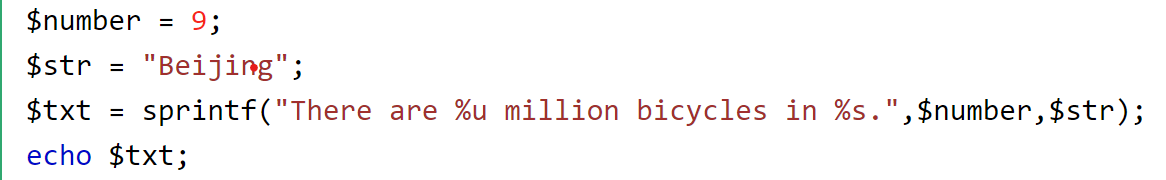 $number = 9;
$str = "Beijing";
$txt = sprintf("There are %u million bicycles in %s.",$number,$str);
echo $txt;